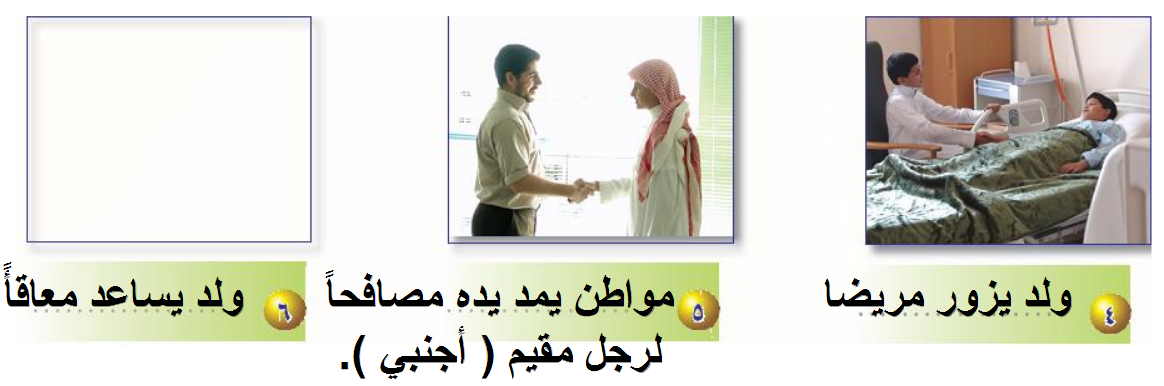 ٤ ولد يزور مريضا
٥ مواطن يمد يده مصافحاً
لرجل مقيم ( أجنبي ).
٦ ولد يساعد معاقاً